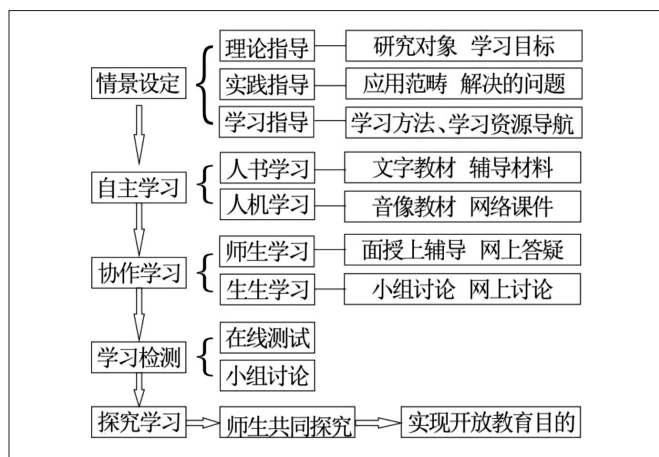 理论指导 研究对象 学习目标
情景设定 实践指导 应用范畴 解决的问题
学习指导 学习方法、学习资源导航
人书学习 文字教材 辅导材料
自主学习
人机学习 音像教材 网络课件
师生学习 面授上辅导 网上答疑
协作学习
生生学习 小组讨论 网上讨论
在线测试
学习检测
小组讨论
探究学习 师生共同探究 实现开放教育目的